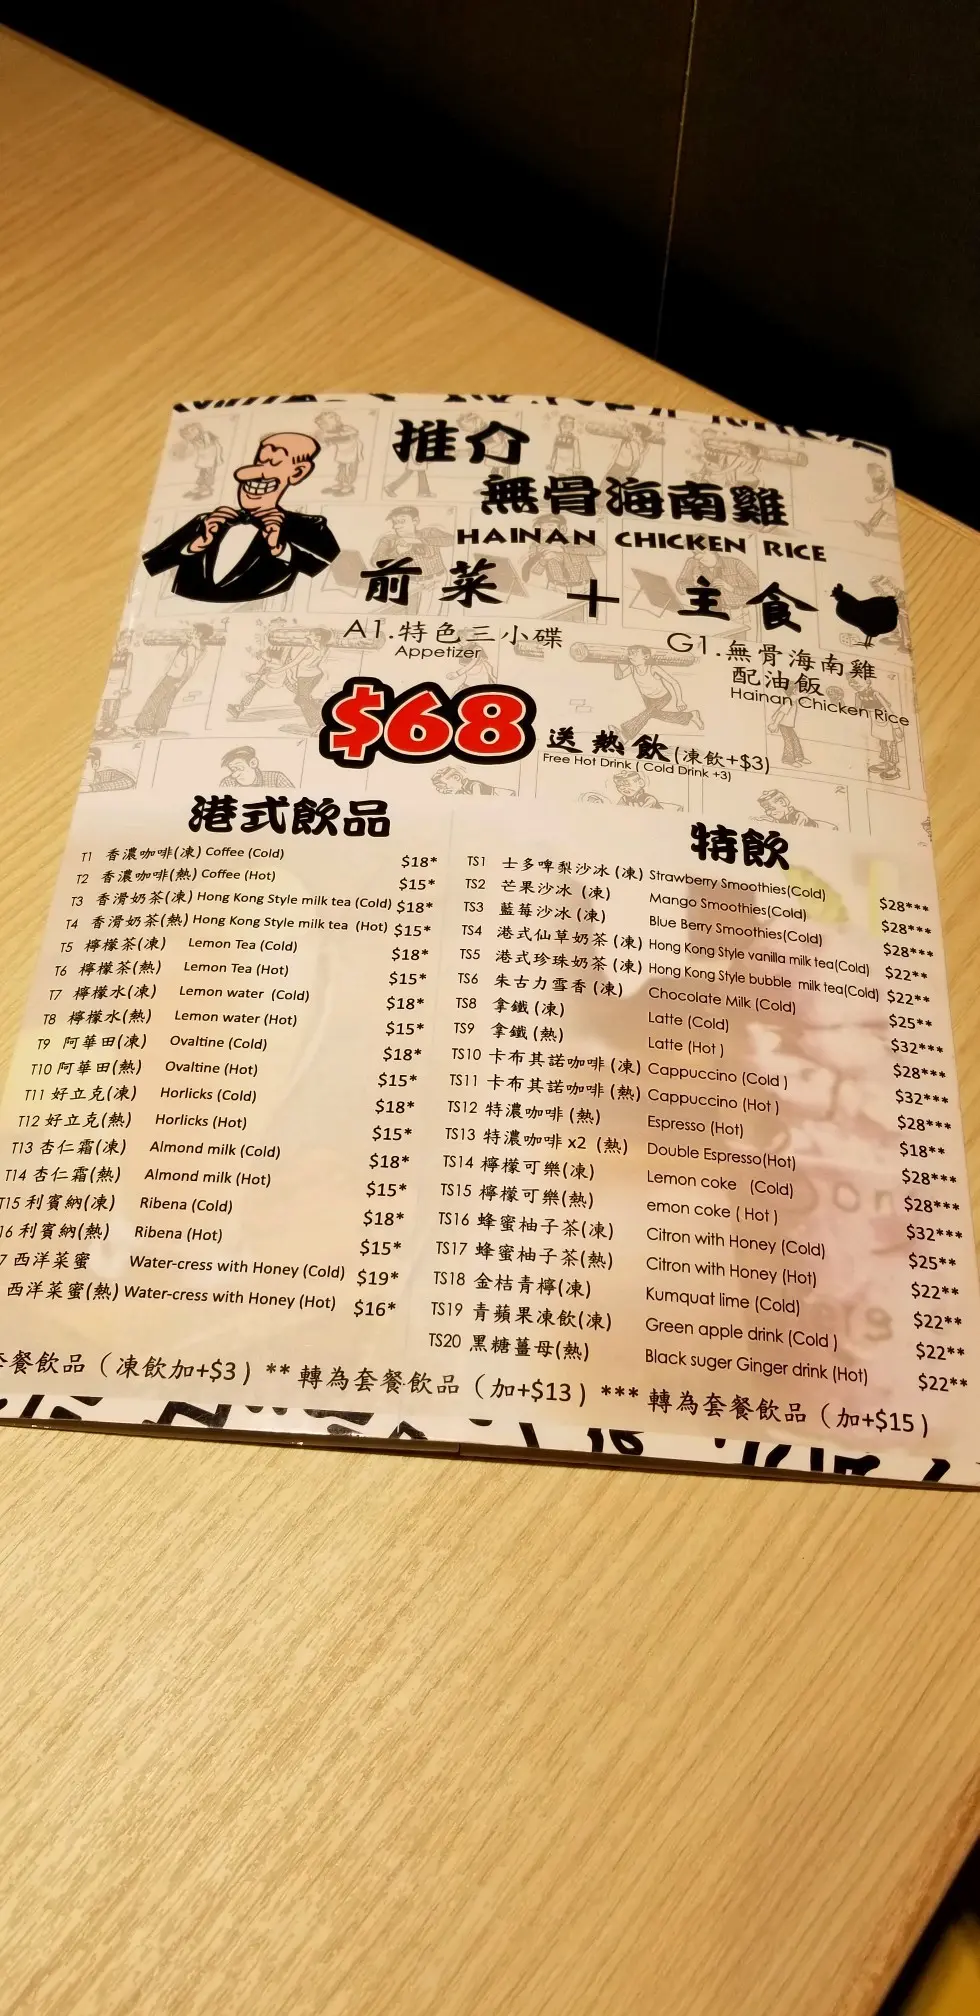 推介
無骨海南雞
HAINAN CHICKEN RICE
前菜 + 主食
A1.特色三小碟
Appetizer
G1.無骨海南雞
配油飯
Hainan Chicken Rice
$68
送熱飲(凍飲+$3)
Free Hot Drink ( Cold Drink +3)
港式飲品
T1 香濃咖啡(凍) Coffee (Cold) $18*
T2 香濃咖啡(熱) Coffee (Hot) $15*
T3 香滑奶茶(凍) Hong Kong Style milk tea (Cold) $18*
T4 香滑奶茶(熱) Hong Kong Style milk tea (Hot) $15*
T5 檸檬茶(凍) Lemon Tea (Cold) $18*
T6 檸檬茶(熱) Lemon Tea (Hot) $15*
T7 檸檬水(凍) Lemon water (Cold) $18*
T8 檸檬水(熱) Lemon water (Hot) $15*
T9 阿華田(凍) Ovaltine (Cold) $18*
T10 阿華田(熱) Ovaltine (Hot) $15*
T11 好立克(凍) Horlicks (Cold) $18*
T12 好立克(熱) Horlicks (Hot) $15*
T13 杏仁霜(凍) Almond milk (Cold) $18*
T14 杏仁霜(熱) Almond milk (Hot) $15*
T15 利賓納(凍) Ribena (Cold) $18*
16 利賓納(熱) Ribena (Hot) $15*
7 西洋菜蜜 Water-cress with Honey (Cold) $19*
西洋菜蜜(熱) Water-cress with Honey (Hot) $16*
特飲
TS1 士多啤梨沙冰(凍) Strawberry Smoothies(Cold) $28***
TS2 芒果沙冰(凍) Mango Smoothies(Cold) $28***
TS3 藍莓沙冰(凍) Blue Berry Smoothies(Cold) $28***
TS4 港式仙草奶茶(凍) Hong Kong Style vanilla milk tea(Cold) $22**
TS5 港式珍珠奶茶(凍) Hong Kong Style bubble milk tea(Cold) $22**
TS6 朱古力雪香(凍) Chocolate Milk (Cold) $25**
TS8 拿鐵(凍) Latte (Cold) $32***
TS9 拿鐵(熱) Latte (Hot ) $28***
TS10 卡布其諾咖啡(凍) Cappuccino (Cold ) $32***
TS11 卡布其諾咖啡(熱) Cappuccino (Hot ) $28***
TS12 特濃咖啡(熱) Espresso (Hot) $18**
TS13 特濃咖啡x2 (熱) Double Espresso(Hot) $28***
TS14 檸檬可樂(凍) Lemon coke (Cold) $28***
TS15 檸檬可樂(熱) emon coke ( Hot ) $32***
TS16 蜂蜜柚子茶(凍) Citron with Honey (Cold) $25**
TS17 蜂蜜柚子茶(熱) Citron with Honey (Hot) $22**
TS18 金桔青檸(凍) Kumquat lime (Cold) $22**
TS19 青蘋果凍飲(凍) Green apple drink (Cold ) $22**
TS20 黑糖薑母(熱) Black suger Ginger drink (Hot) $22**
套餐飲品 ( 凍飲加+$3 ) ** 轉為套餐飲品 ( 加+$13 ) *** 轉為套餐飲品 ( 加+$15 )